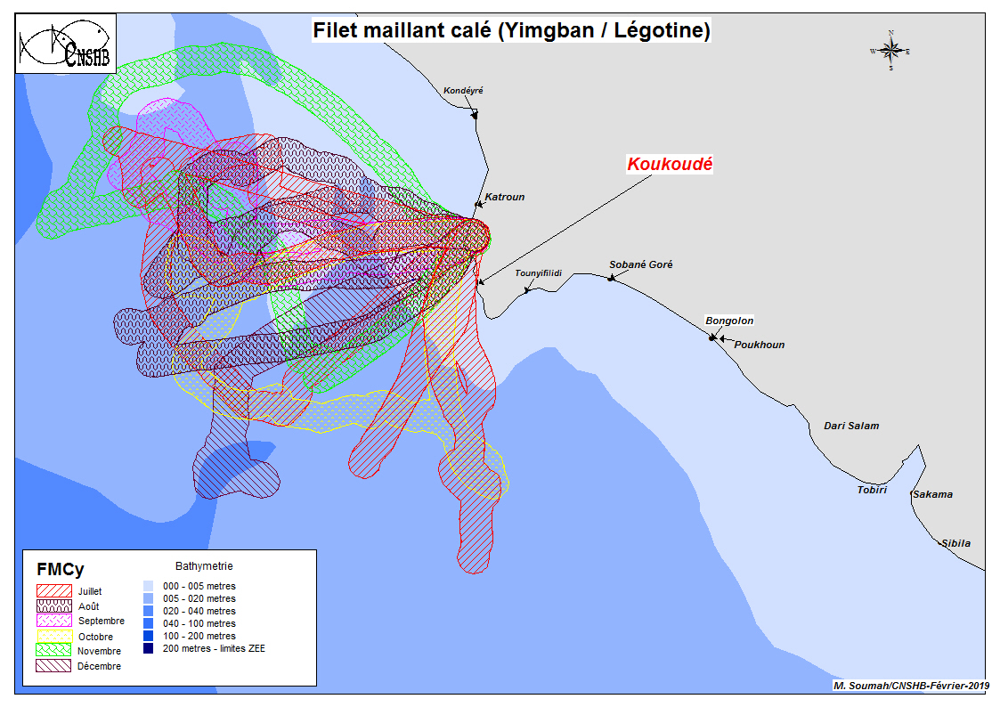 Filet maillant calé (Yimgban / Légotine)
CNSHB
N
W E
S
Kondéyré
Koukoudé
Katroun
Tounyifilidi
Sobané Goré
Bongolon
Poukhoun
Dari Salam
Tobiri
Sakama
Sibila
FMCy
Juillet
Août
Septembre
Octobre
Novembre
Décembre
Bathymetrie
000 - 005 metres
005 - 020 metres
020 - 040 metres
040 - 100 metres
100 - 200 metres
200 metres - limites ZEE
M. Soumah/CNSHB-Février-2019